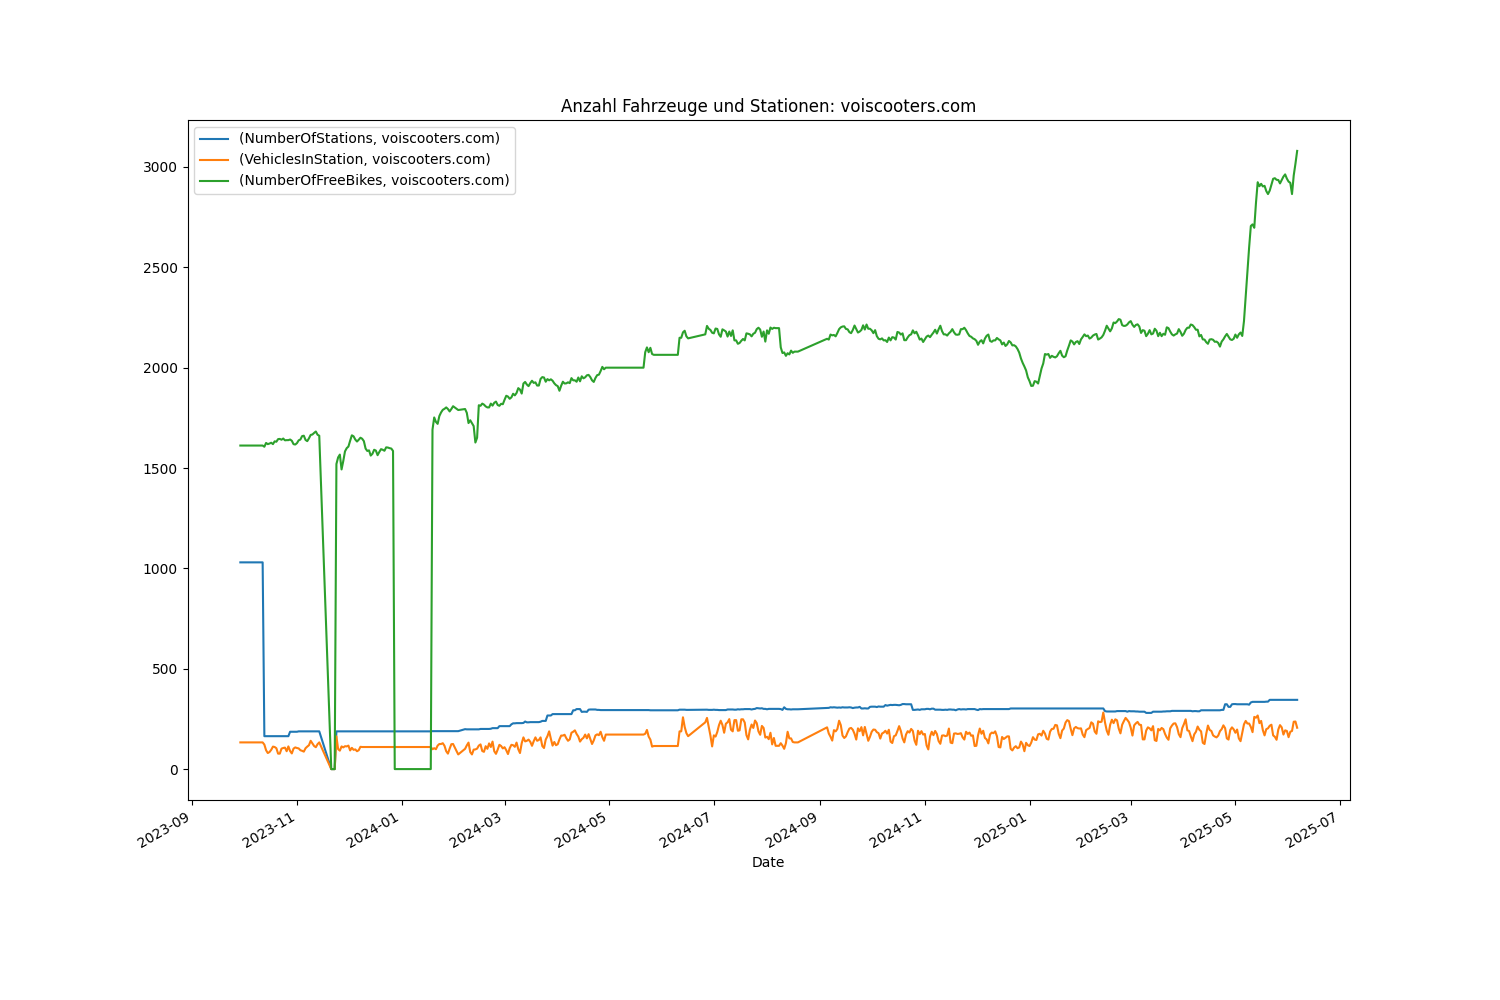 Anzahl Fahrzeuge und Stationen: voiscooters.com
(NumberOfStations, voiscooters.com)
(VehiclesInStation, voiscooters.com)
(NumberOfFreeBikes, voiscooters.com)
3000
2500
2000
1500
1000
500
0
2023-09 2023-11 2024-01 2024-03 2024-05 2024-07 2024-09 2024-11 2025-01 2025-03 2025-05 2025-07
Date